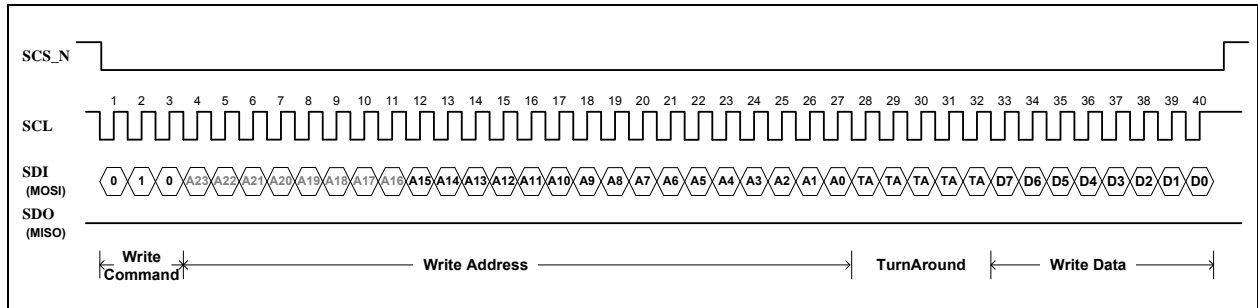 SCS_N
1 2 3 4 5 6 7 8 9 10 11 12 13 14 15 16 17 18 19 20 21 22 23 24 25 26 27 28 29 30 31 32 33 34 35 36 37 38 39 40
SCL
SDI
(MOSI)
0 1 0 A23 A22 A21 A20 A19 A18 A17 A16 A15 A14 A13 A12 A11 A10 A9 A8 A7 A6 A5 A4 A3 A2 A1 A0 TA TA TA TA TA D7 D6 D5 D4 D3 D2 D1 D0
SDO
(MISO)
Write
Command
Write Address
TurnAround
Write Data